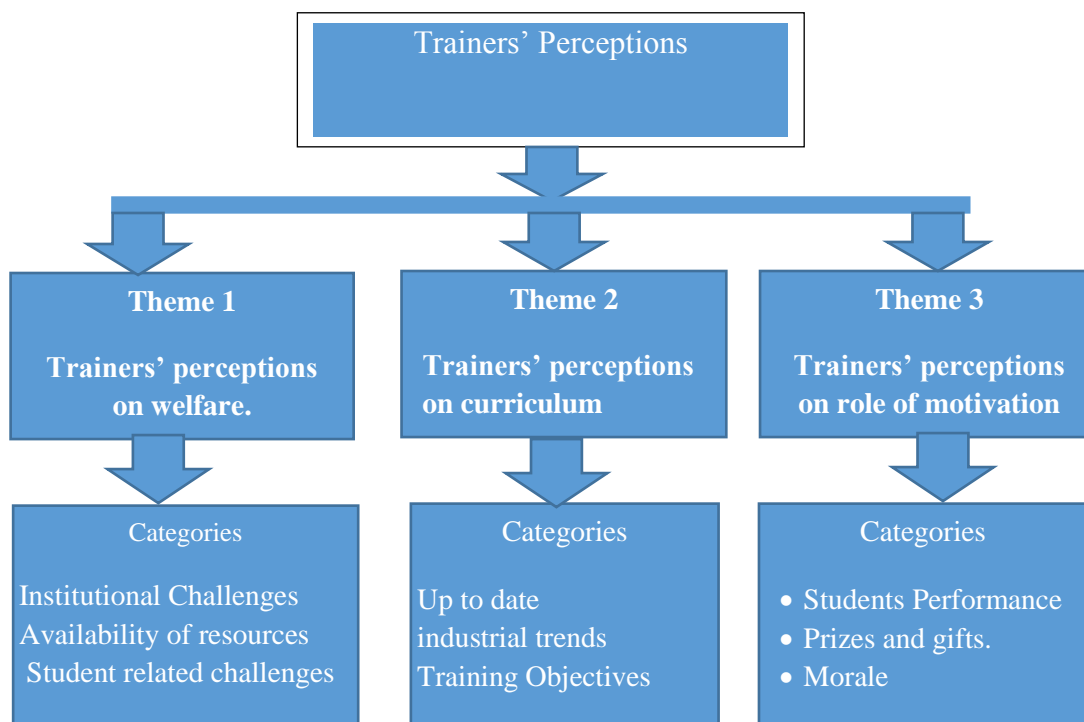 Trainers’ Perceptions
Theme 1
Trainers’ perceptions
on welfare.
Theme 2
Trainers’ perceptions
on curriculum
Theme 3
Trainers’ perceptions
on role of motivation
Categories
Institutional Challenges
Availability of resources
Student related challenges
Categories
Up to date
industrial trends
Training Objectives
Categories
• Students Performance
• Prizes and gifts.
• Morale